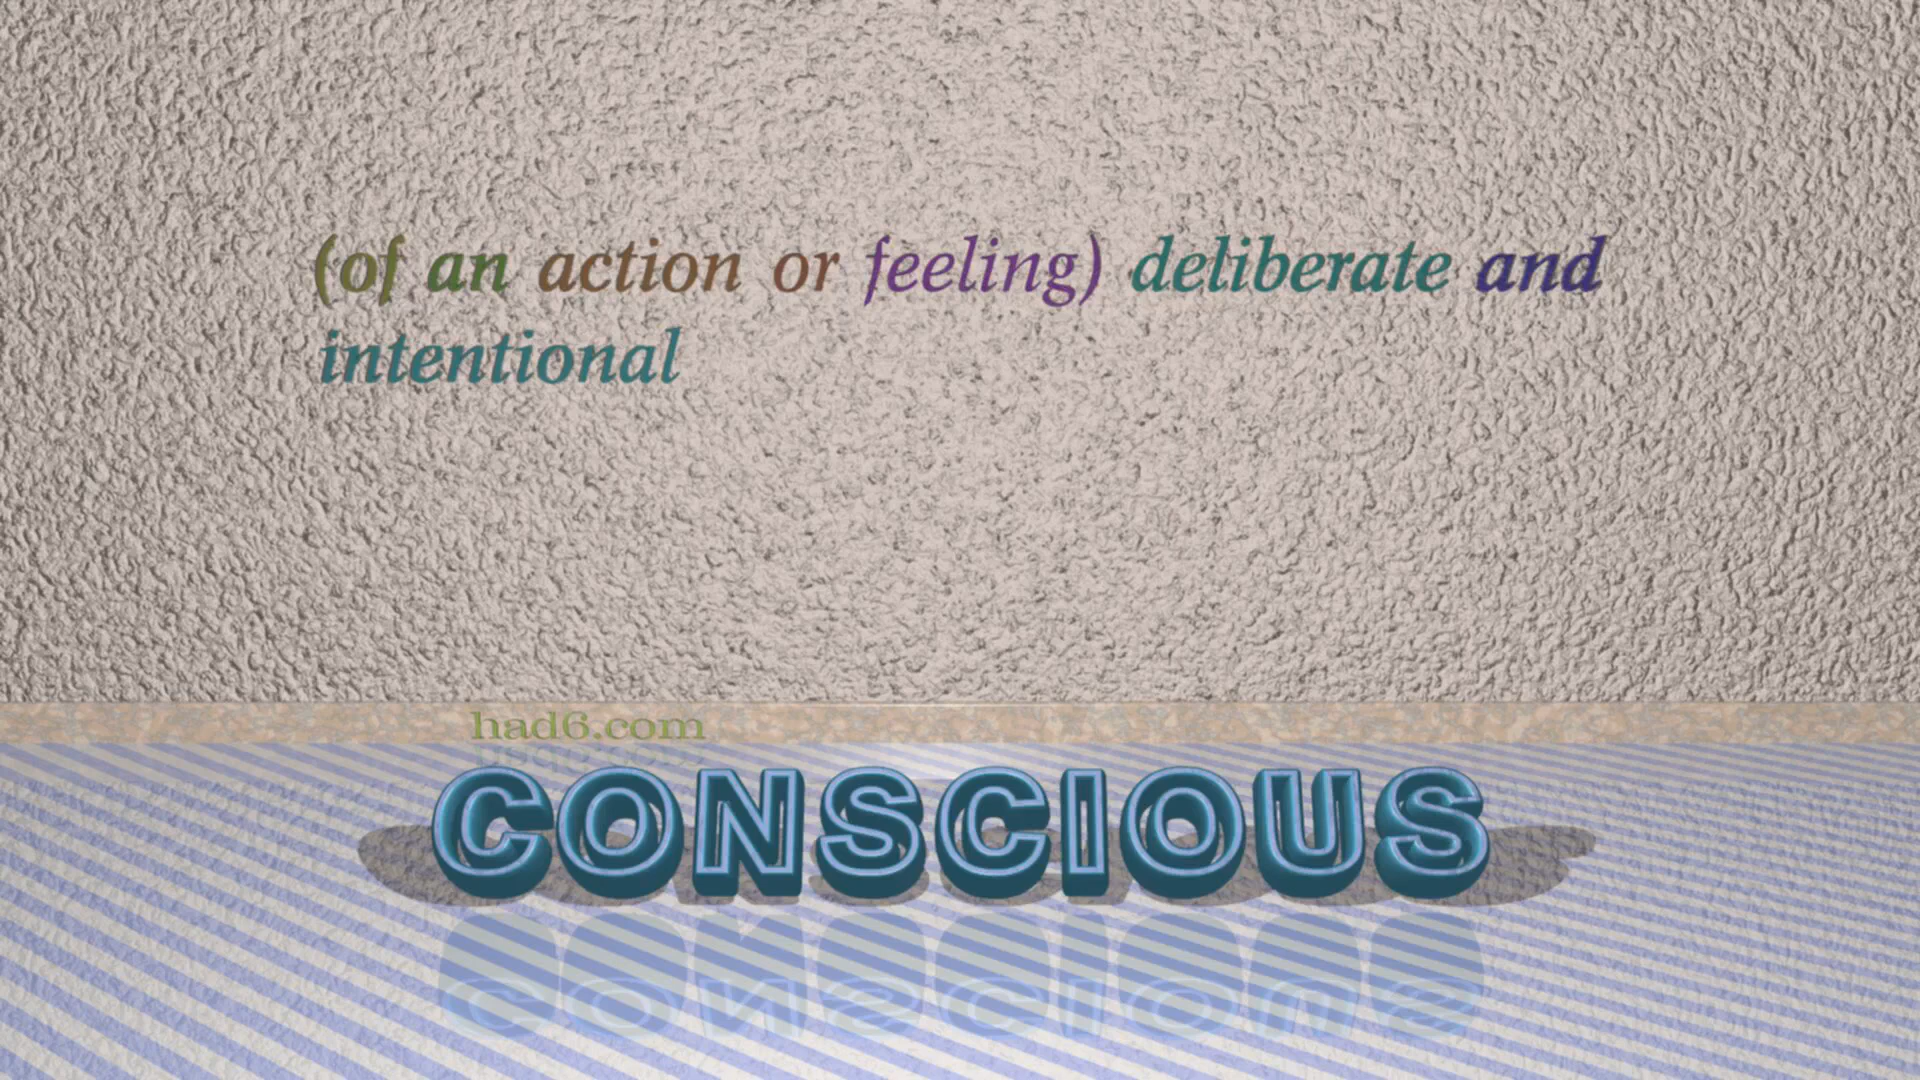 (of an action or feeling) deliberate and
intentional
had6.com
CONSCIOUS